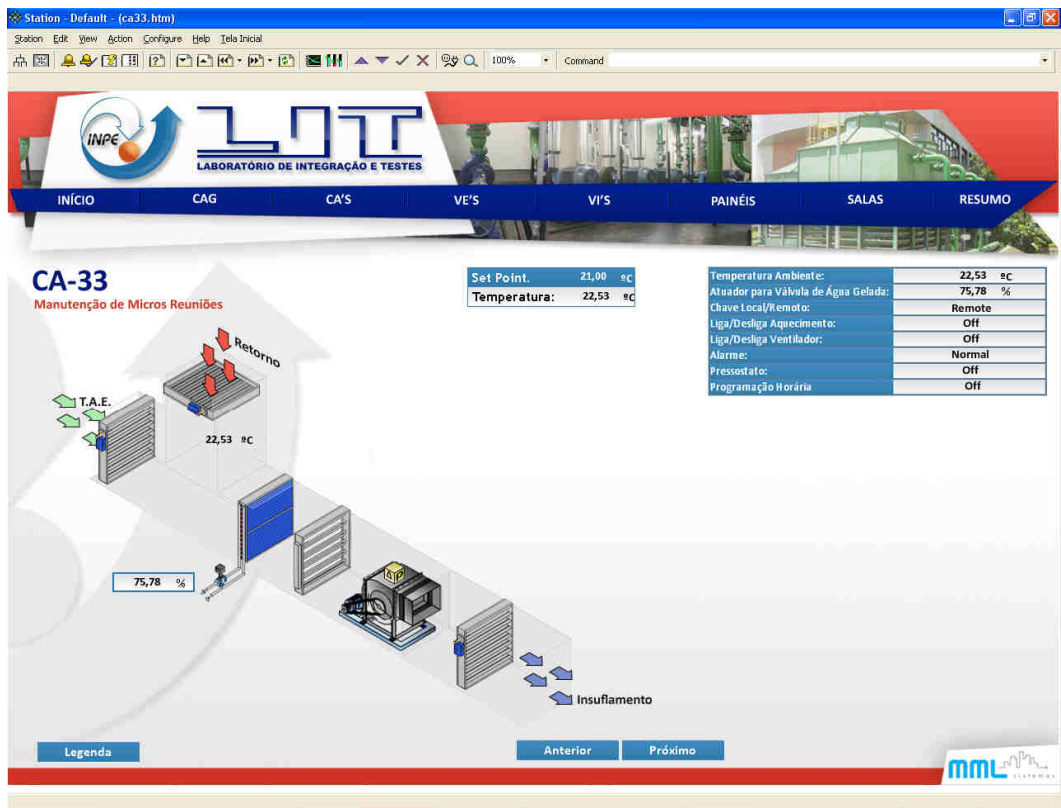 Station - Default - (ca33.htm)
Station Edit View Action Configure Help Tela Inicial
100% Command
INPE
LIT
LABORATÓRIO DE INTEGRAÇÃO E TESTES
INÍCIO CAG CA'S VE'S VI'S PAINÉIS SALAS RESUMO
CA-33
Manutenção de Micros Reuniões
Set Point. 21,00 ºC
Temperatura: 22,53 ºC
Temperatura Ambiente: 22,53 ºC
Atuador para Válvula de Água Gelada: 75,78 %
Chave Local/Remoto: Remote
Liga/Desliga Aquecimento: Off
Liga/Desliga Ventilador: Off
Alarme: Normal
Pressostato: Off
Programação Horária Off
Retorno
T.A.E.
22,53 ºC
75,78 %
Insuflamento
Legenda
Anterior Próximo
mml sistemas